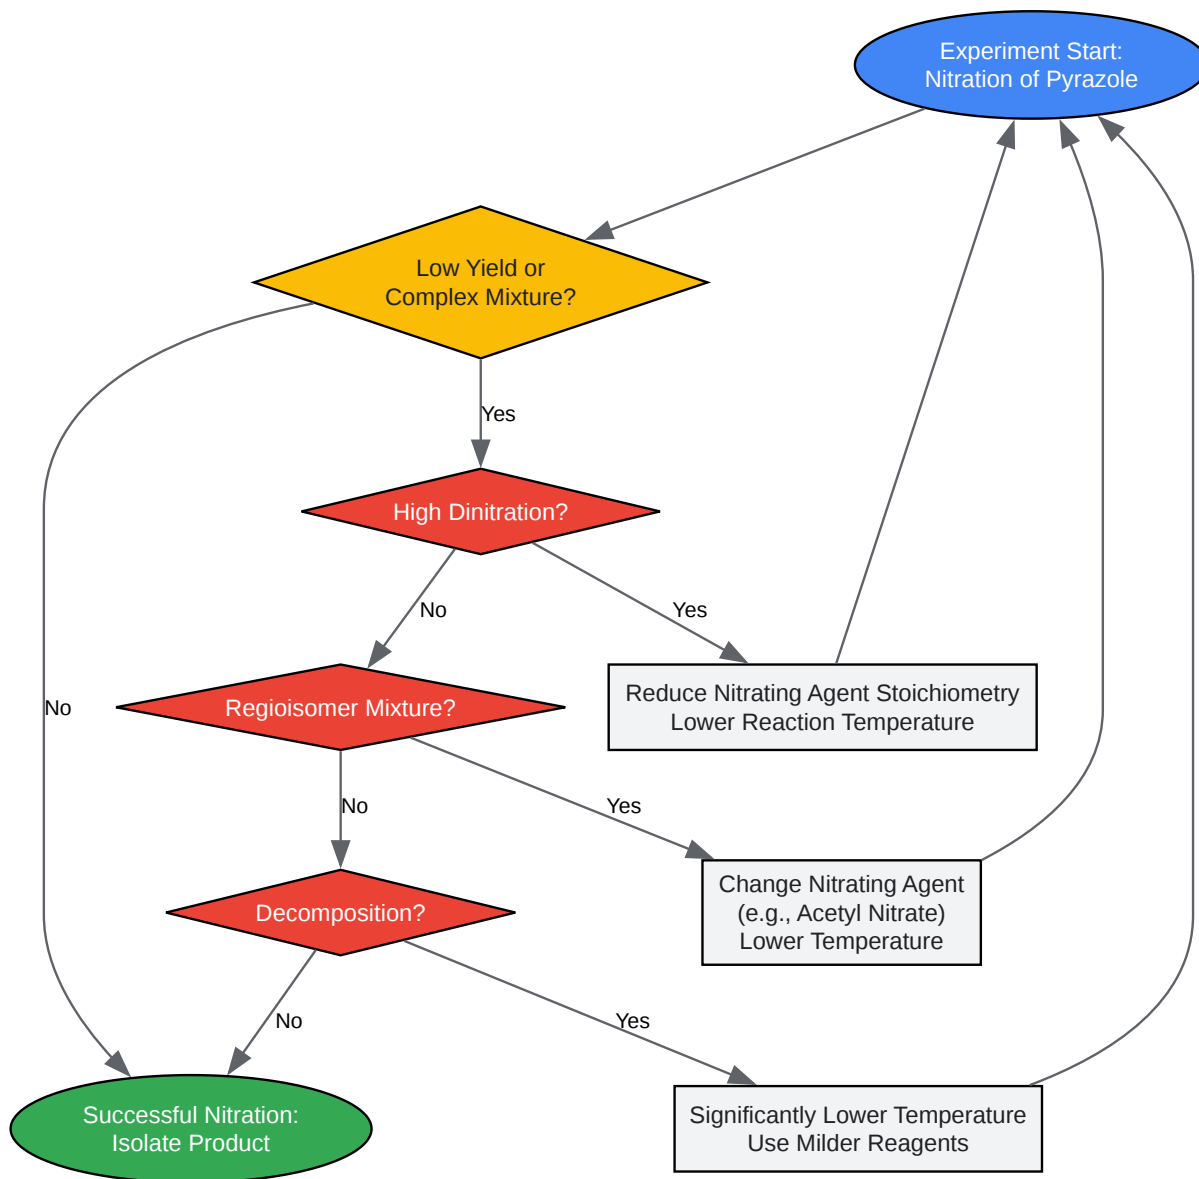 Experiment Start:
Nitration of Pyrazole
Low Yield or
Complex Mixture?
Yes
High Dinitration?
No
Yes
Reduce Nitrating Agent Stoichiometry
Lower Reaction Temperature
No
Regioisomer Mixture?
No
Yes
Change Nitrating Agent
(e.g., Acetyl Nitrate)
Lower Temperature
Decomposition?
No
Yes
Successful Nitration:
Isolate Product
Significantly Lower Temperature
Use Milder Reagents